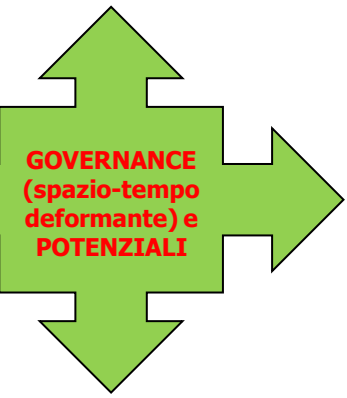 GOVERNANCE
(spazio-tempo
deformante) e
POTENZIALI